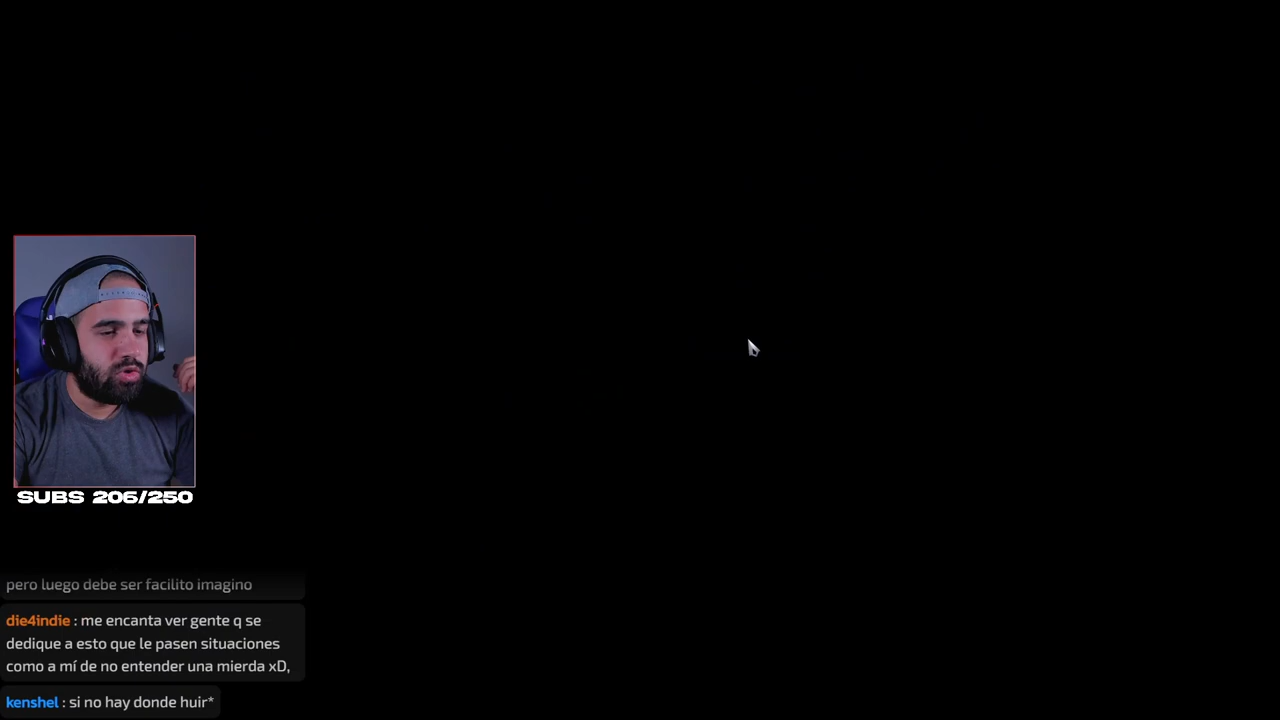 SUBS 206/250
pero luego debe ser facilito imagino
die4indie : me encanta ver gente q se
dedique a esto que le pasen situaciones
como a mí de no entender una mierda xD,
kenshel : si no hay donde huir*